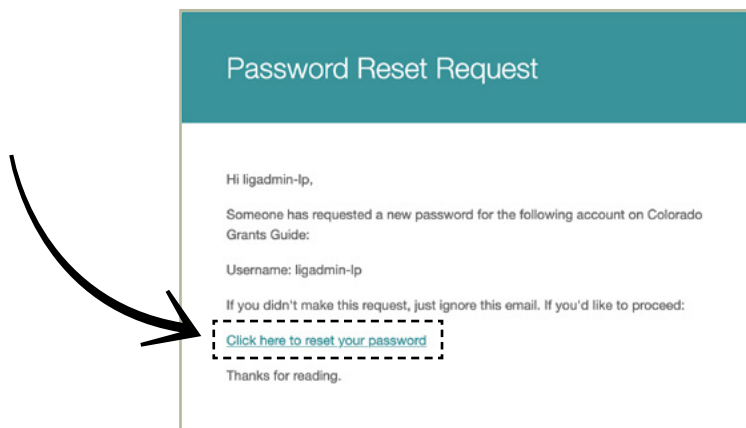 Password Reset Request
Hi ligadmin-lp,
Someone has requested a new password for the following account on Colorado
Grants Guide:
Username: ligadmin-lp
If you didn't make this request, just ignore this email. If you'd like to proceed:
Click here to reset your password
Thanks for reading.